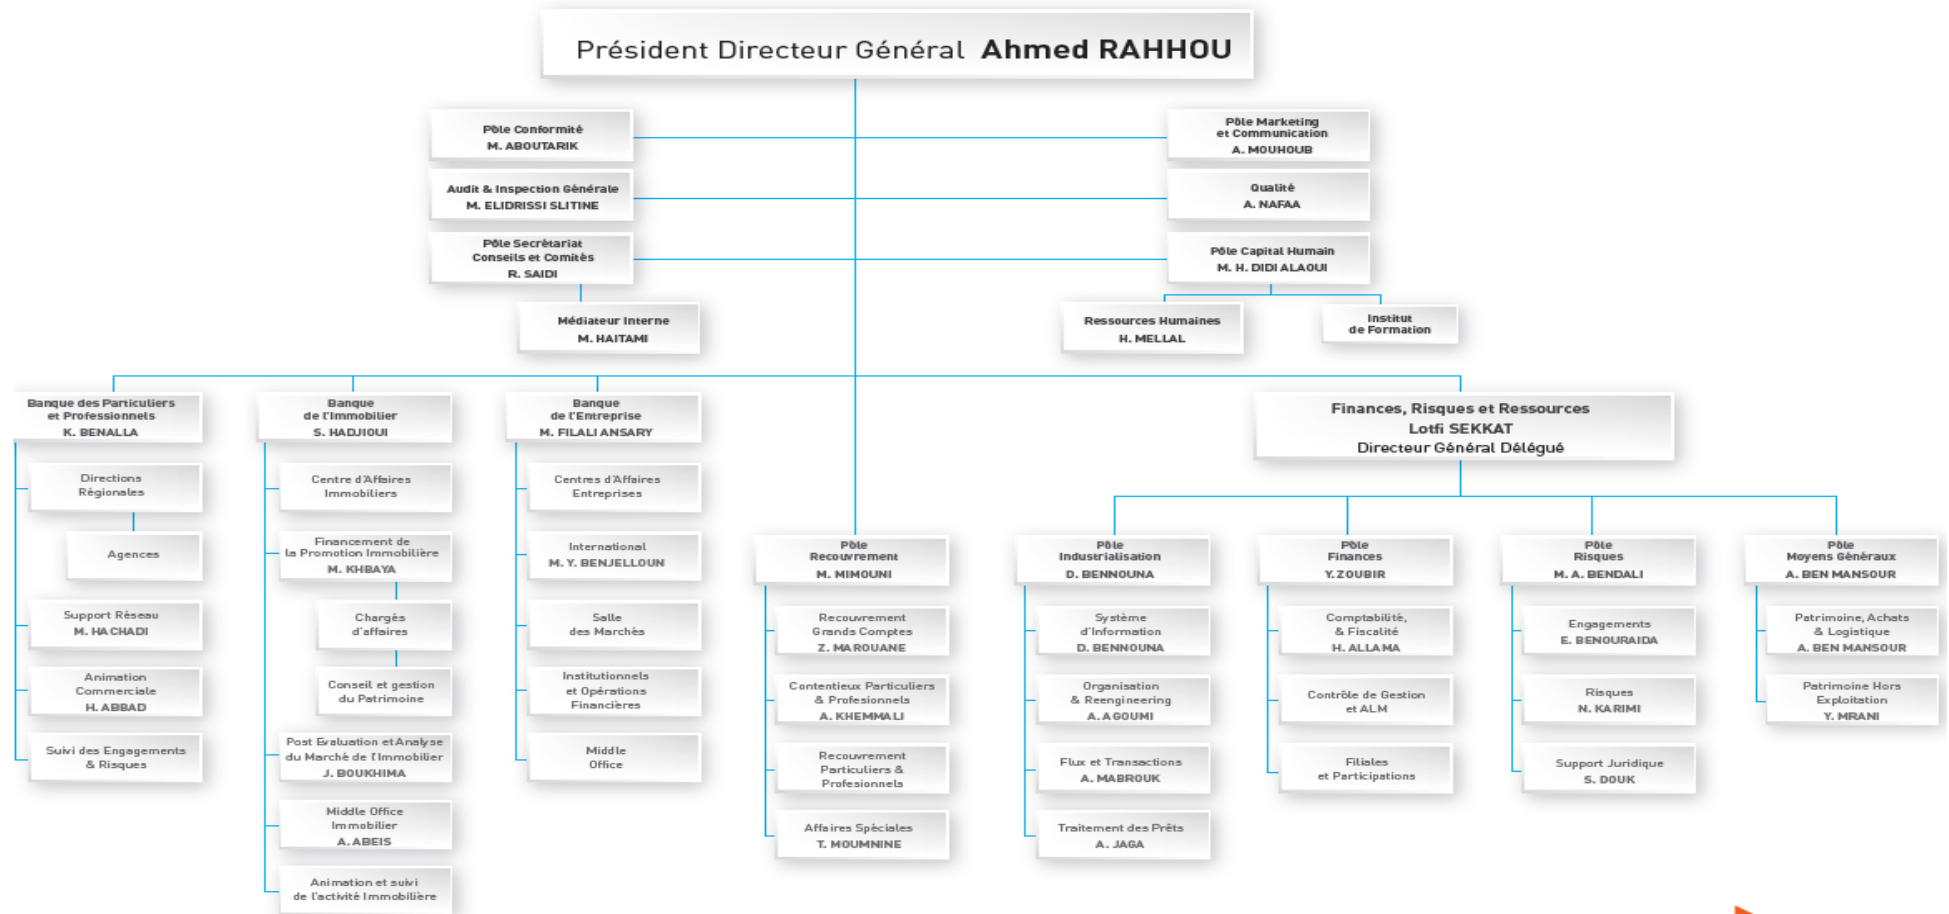 Président Directeur Général Ahmed RAHHOU
Pôle Conformité
M. ABOUTARIK
Pôle Marketing
et Communication
A. MOUHOUB
Audit & Inspection Générale
M. ELIDRISSI SLITINE
Qualité
A. NAFAA
Pôle Secrétariat
Conseils et Comités
R. SAIDI
Pôle Capital Humain
M. H. DIDI ALAOUI
Médiateur Interne
M. HAITAMI
Ressources Humaines
H. MELLAL
Institut
de Formation
Banque des Particuliers
et Professionnels
K. BENALLA
Directions
Régionales
Agences
Support Réseau
M. HACHADI
Animation
Commerciale
H. ABBAD
Suivi des Engagements
& Risques
Banque
de l'Immobilier
S. HADJIOUI
Centre d'Affaires
Immobiliers
Financement de
la Promotion Immobilière
M. KHBAYA
Chargés
d'affaires
Conseil et gestion
du Patrimoine
Post Evaluation et Analyse
du Marché de l'Immobilier
J. BOUKHIMA
Middle Office
Immobilier
A. ABEIS
Animation et suivi
de l'activité Immobilière
Banque
de l'Entreprise
M. FILALI ANSARY
Centres d'Affaires
Entreprises
International
M. Y. BENJELLOUN
Salle
des Marchés
Institutionnels
et Opérations
Financières
Middle
Office
Pôle
Recouvrement
M. MIMOUNI
Recouvrement
Grands Comptes
Z. MAROUANE
Contentieux Particuliers
& Profesionnels
A. KHEMMALI
Recouvrement
Particuliers &
Profesionnels
Affaires Spéciales
T. MOUMNINE
Finances, Risques et Ressources
Lotfi SEKKAT
Directeur Général Délégué
Pôle
Industrialisation
D. BENNOUNA
Système
d'Information
D. BENNOUNA
Organisation
& Reengineering
A. AGOUMI
Flux et Transactions
A. MABROUK
Traitement des Prêts
A. JAGA
Pôle
Finances
Y. ZOUBIR
Comptabilité,
& Fiscalité
H. ALLAMA
Contrôle de Gestion
et ALM
Filiales
et Participations
Pôle
Risques
M. A. BENDALI
Engagements
E. BENOURAIDA
Risques
N. KARIMI
Support Juridique
S. DOUK
Pôle
Moyens Généraux
A. BEN MANSOUR
Patrimoine, Achats
& Logistique
A. BEN MANSOUR
Patrimoine Hors
Exploitation
Y. MRANI